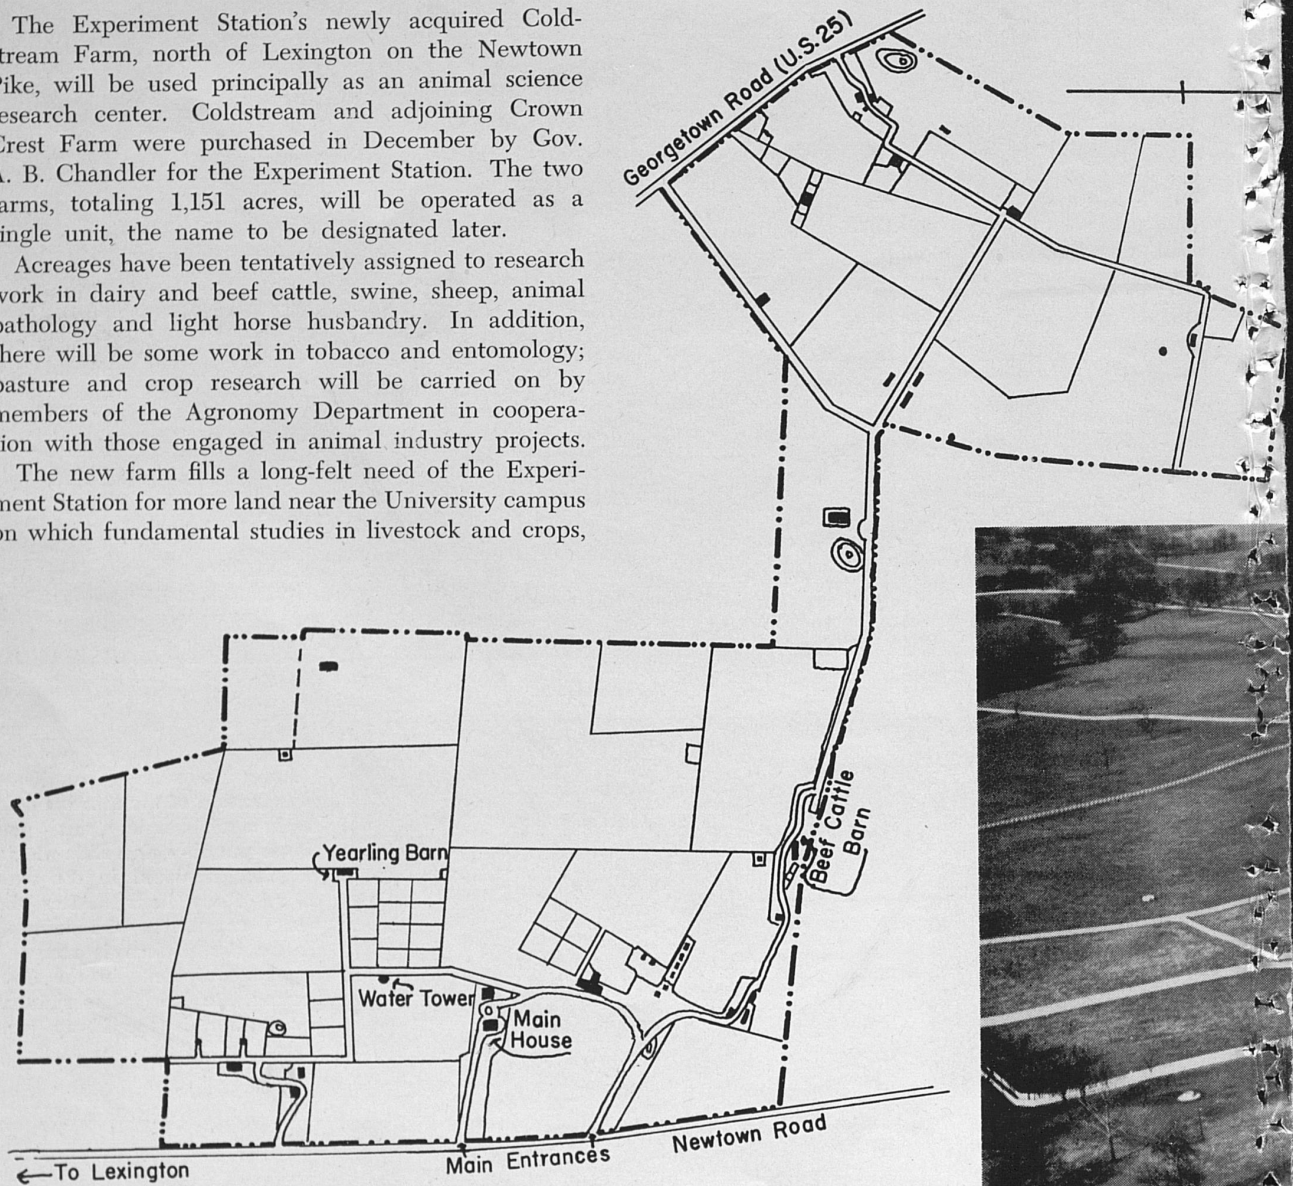 The Experiment Station's newly acquired Cold-
tream Farm, north of Lexington on the Newtown
Pike, will be used principally as an animal science
esearch center. Coldstream and adjoining Crown
Crest Farm were purchased in December by Gov.
A. B. Chandler for the Experiment Station. The two
arms, totaling 1,151 acres, will be operated as a
ingle unit, the name to be designated later.
Acreages have been tentatively assigned to research
work in dairy and beef cattle, swine, sheep, animal
pathology and light horse husbandry. In addition,
there will be some work in tobacco and entomology;
pasture and crop research will be carried on by
members of the Agronomy Department in coopera-
tion with those engaged in animal industry projects.
The new farm fills a long-felt need of the Experi-
ment Station for more land near the University campus
on which fundamental studies in livestock and crops,
Georgetown Road (U.S. 25)
Beef Cattle
Barn
Yearling Barn
Water Tower
Main
House
Newtown Road
Main Entrances
←To Lexington